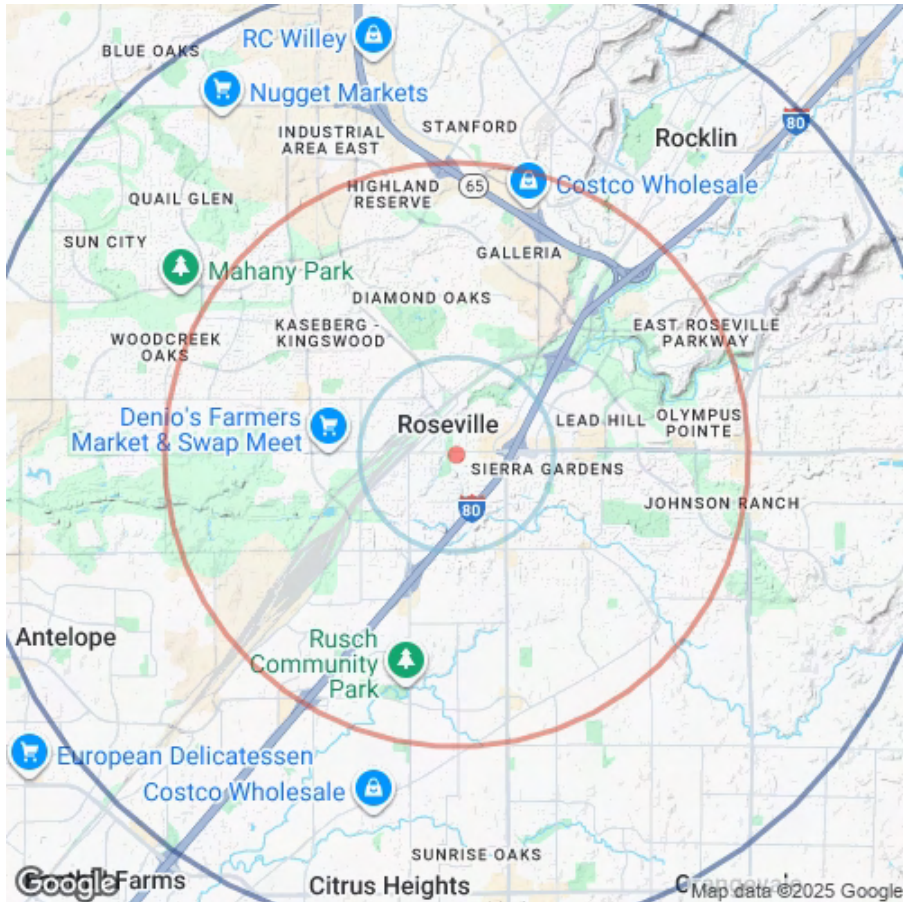 BLUE OAKS
RC Willey
Nugget Markets
80
STANFORD
Rocklin
INDUSTRIAL
AREA EAST
Costco Wholesale
65
HIGHLAND
RESERVE
QUAIL GLEN
SUN CITY
GALLERIA
Mahany Park
DIAMOND OAKS
KASEBERG -
KINGSWOOD
EAST ROSEVILLE
PARKWAY
WOODCREEK
OAKS
Denio's Farmers
Market & Swap Meet
Roseville
LEAD HILL
OLYMPUS
POINTE
SIERRA GARDENS
80
JOHNSON RANCH
Antelope
Rusch
Community
Park
European Delicatessen
Costco Wholesale
SUNRISE OAKS
Google
Farms
Citrus Heights
Map data ©2025 Google